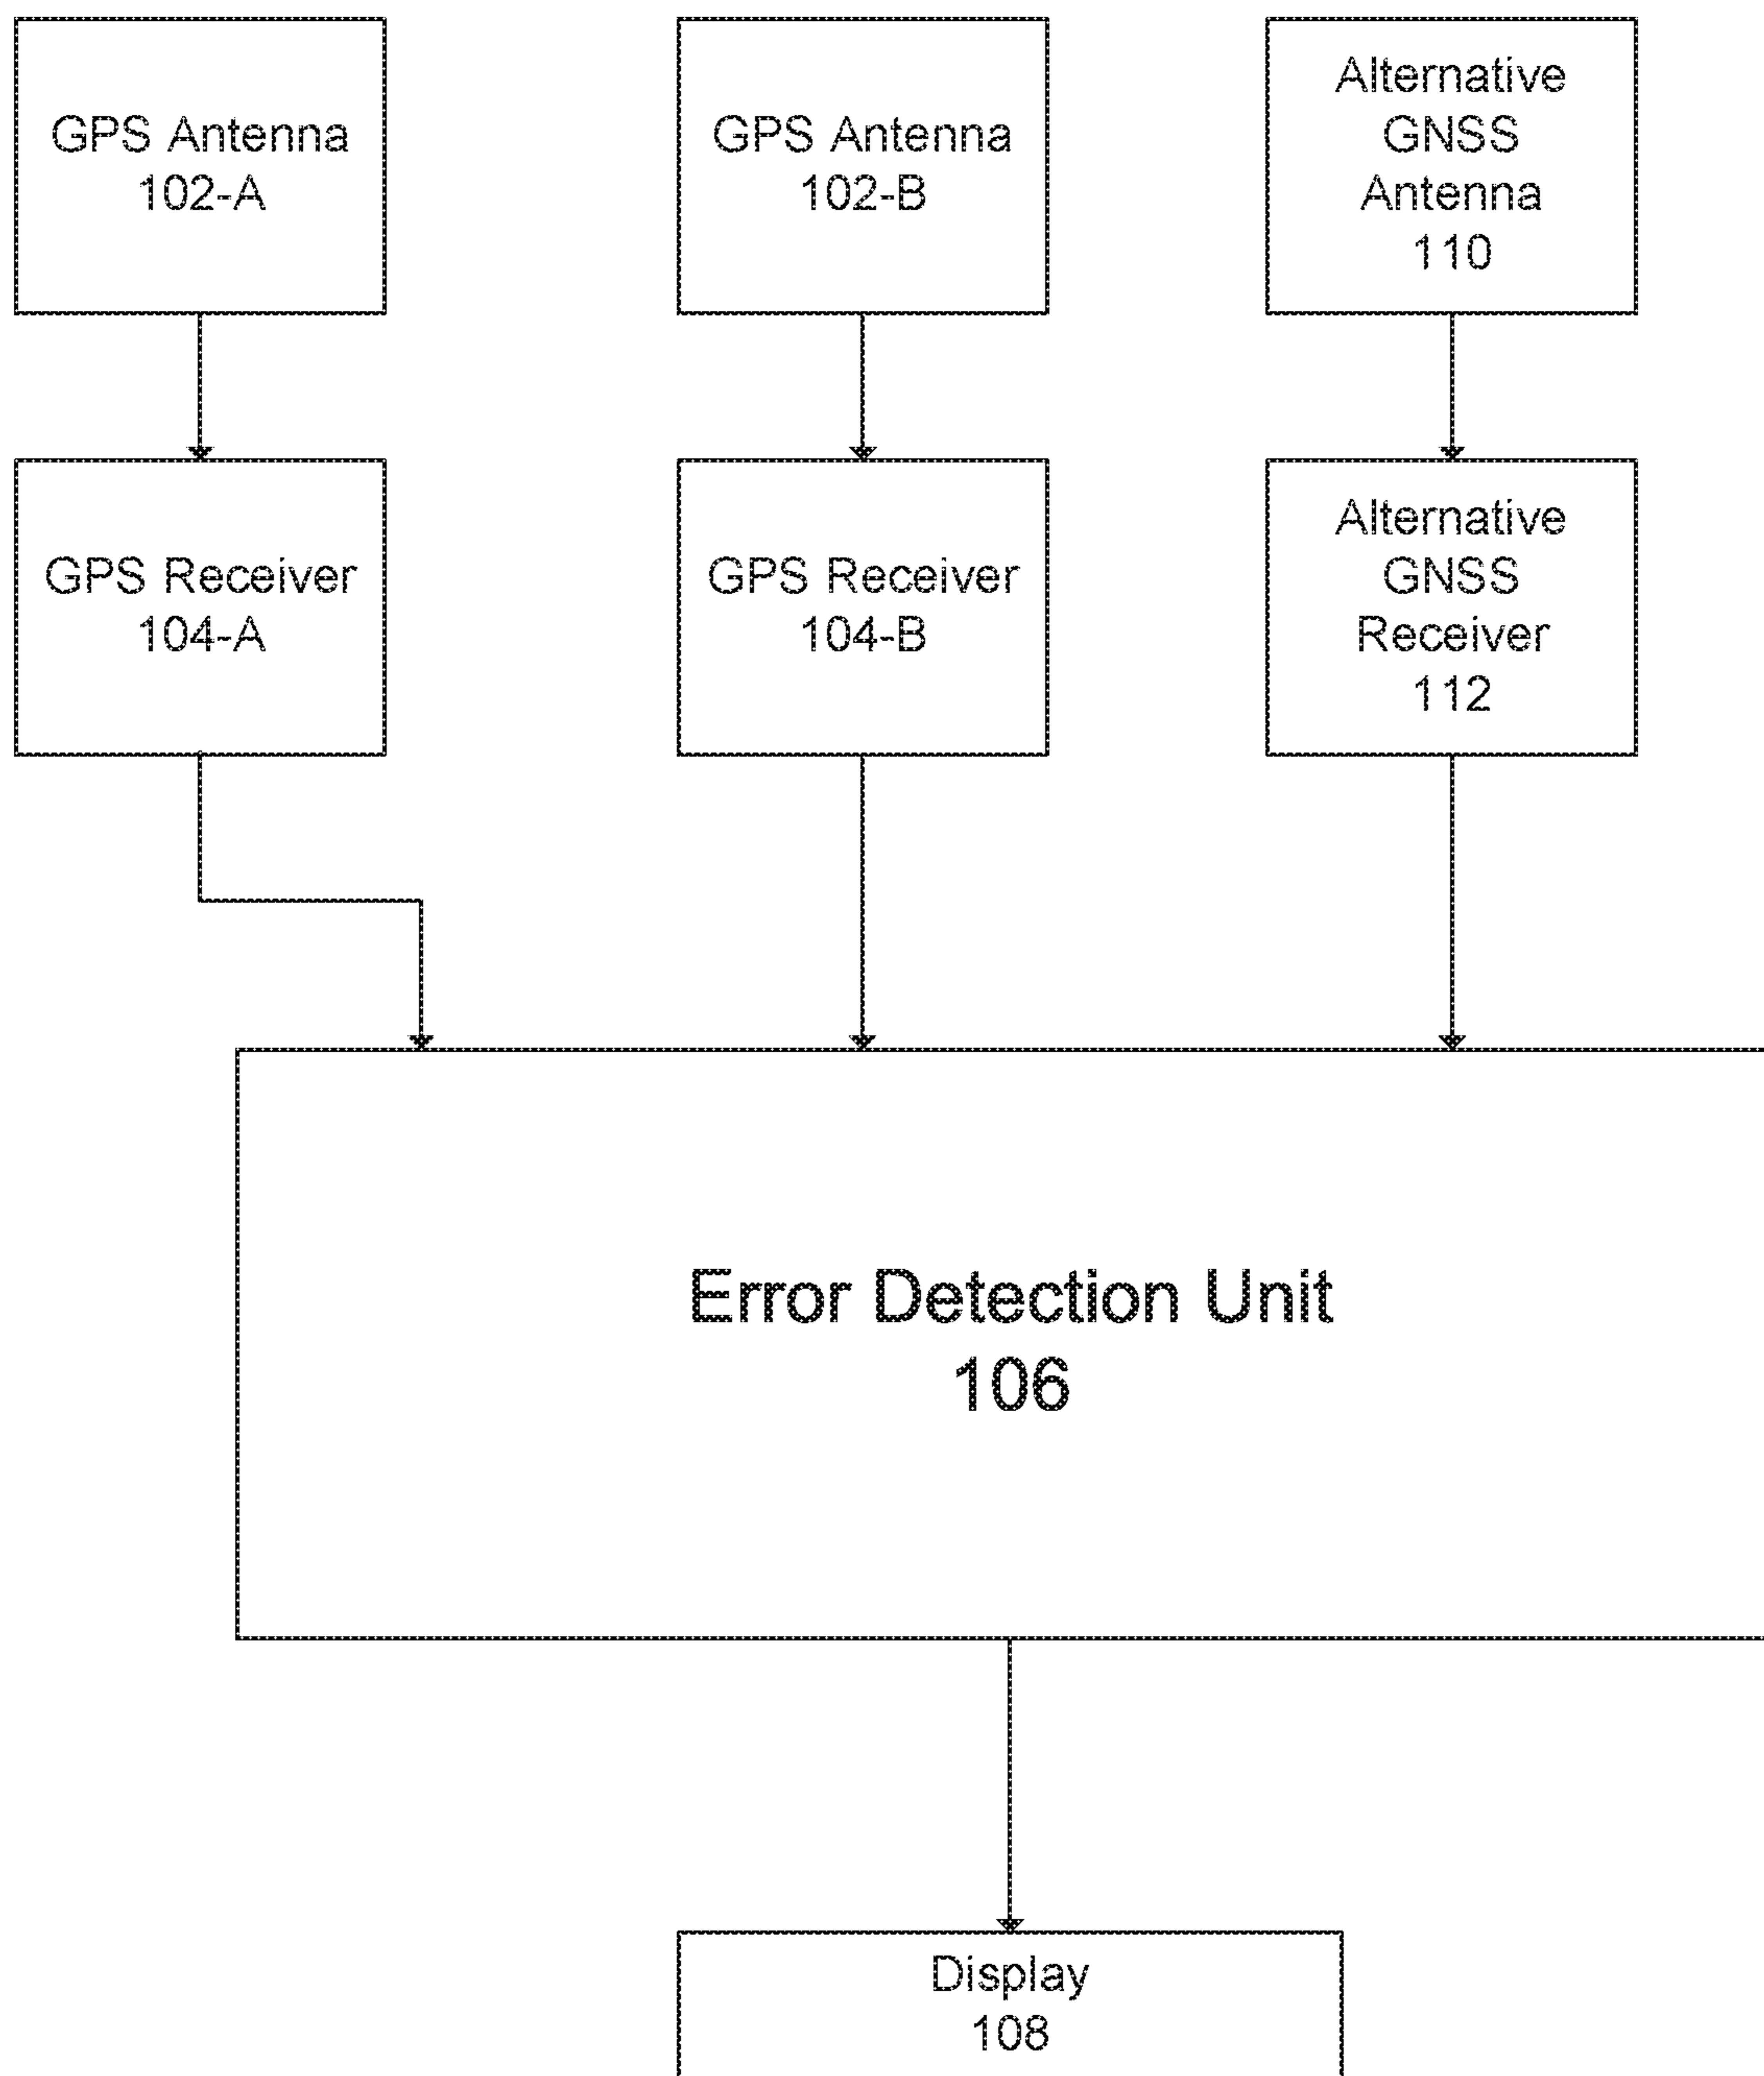 GPS Antenna
102-A
GPS Antenna
102-B
Alternative
GNSS
Antenna
110
GPS Receiver
104-A
GPS Receiver
104-B
Alternative
GNSS
Receiver
112
Error Detection Unit
106
Display
108